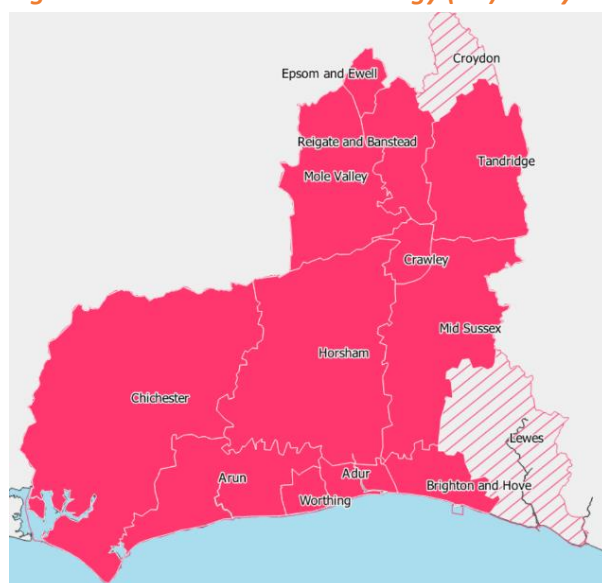 Croydon
Epsom and Ewell
Reigate and Banstead
Tandridge
Mole Valley
Crawley
Mid Sussex
Horsham
Chichester
Lewes
Adur
Arun
Brighton and Hove
Worthing